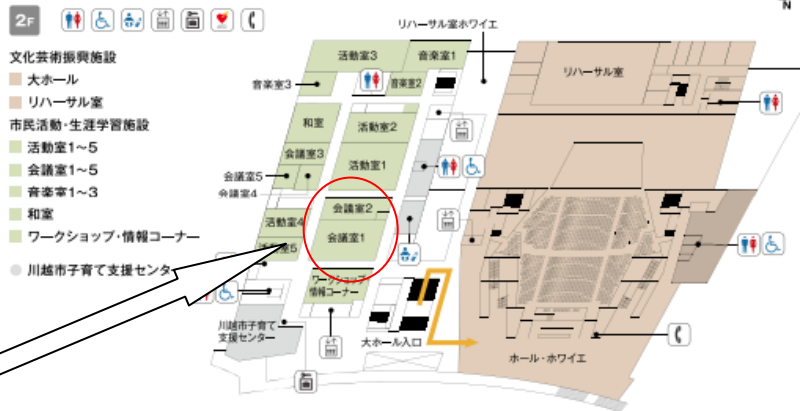 2F
N
文化芸術振興施設
大ホール
リハーサル室
市民活動・生涯学習施設
活動室1~5
会議室1~5
音楽室1~3
和室
ワークショップ・情報コーナー
川越市子育て支援センター
リハーサル室ホワイエ
活動室3
音楽室1
音楽室3
音楽室2
リハーサル室
和室
活動室2
会議室3
活動室1
会議室5
会議室4
会議室2
活動室4
会議室1
活動室5
ワークショップ・
情報コーナー
川越市子育て
支援センター
大ホール入口
ホール・ホワイエ